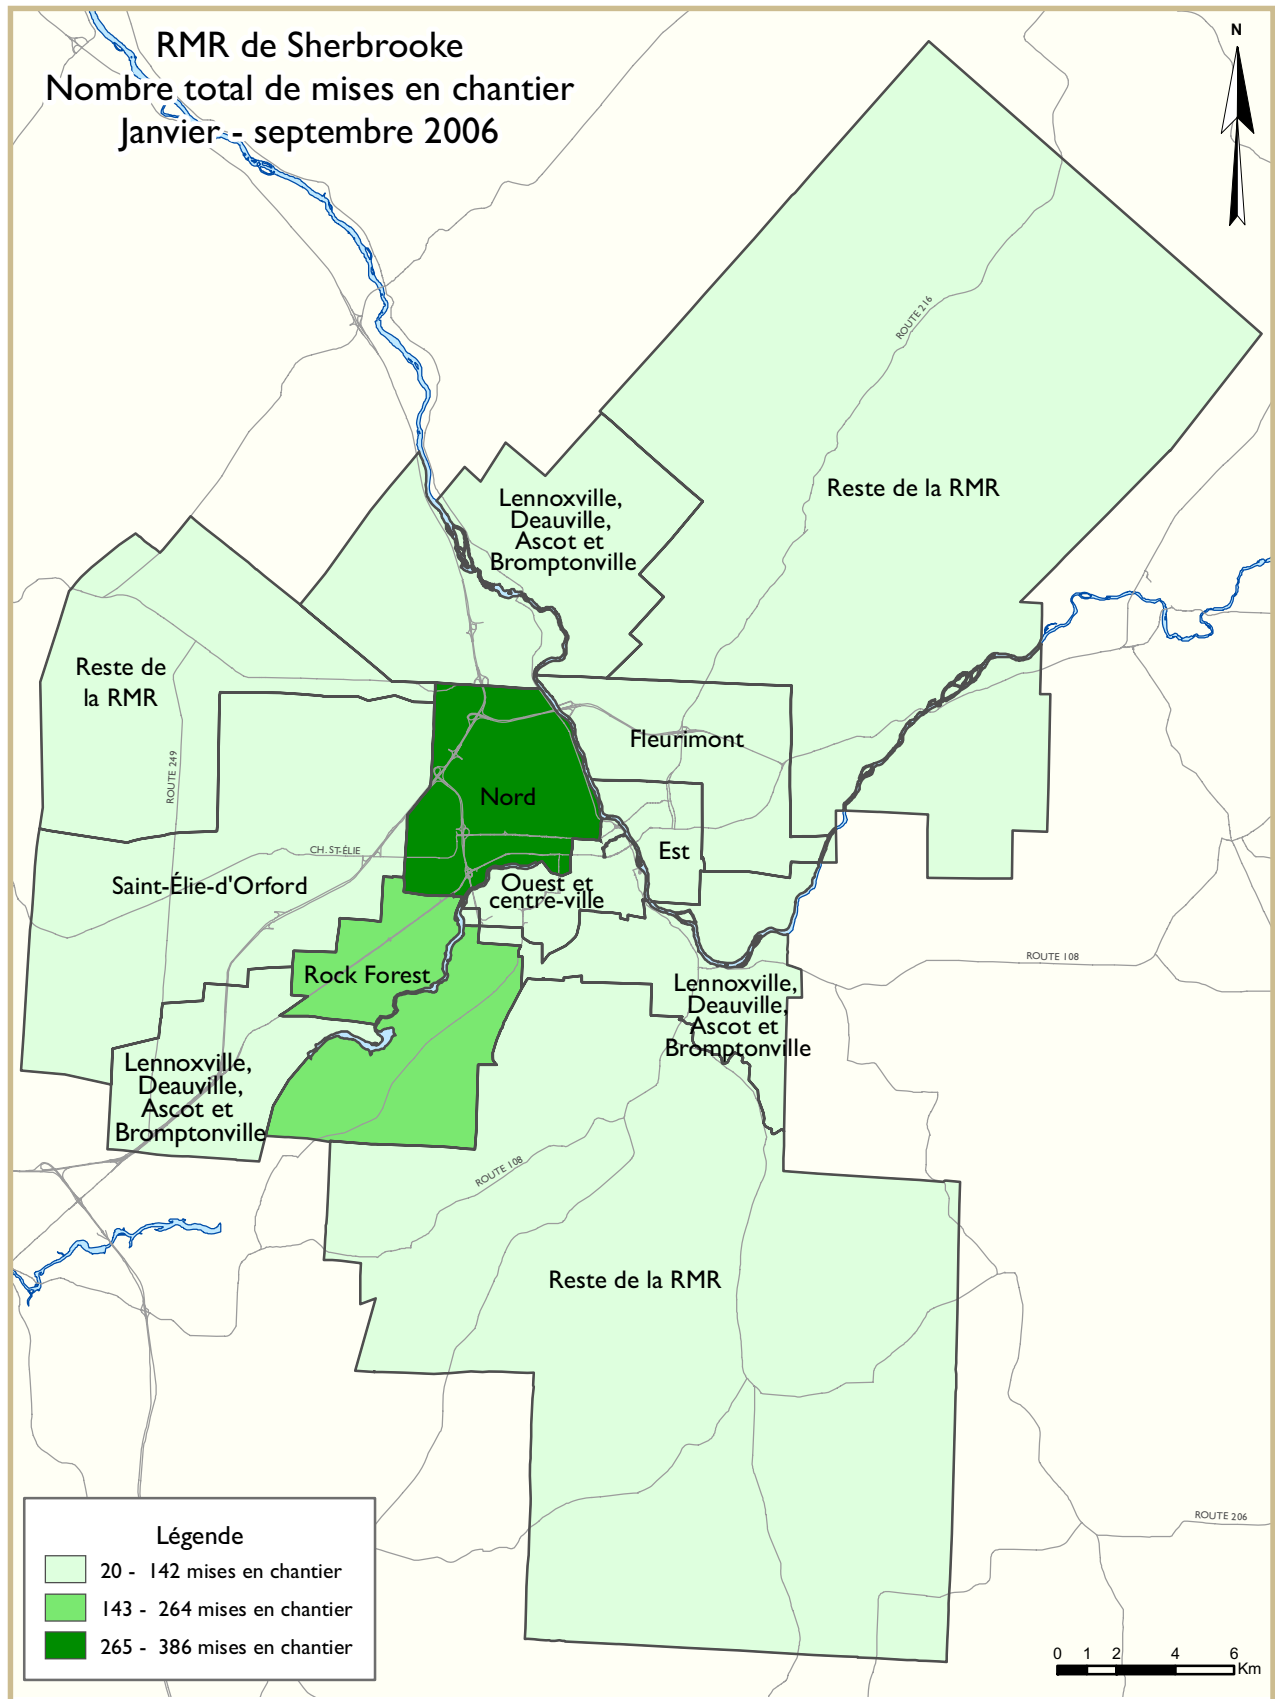 RMR de Sherbrooke
Nombre total de mises en chantier
Janvier - septembre 2006
N
ROUTE 216
Reste de la RMR
Lennoxville,
Deauville,
Ascot et
Bromptonville
Reste de
la RMR
ROUTE 249
Fleurimont
Nord
CH. ST-ÉLIE
Est
Saint-Élie-d'Orford
Ouest et
centre-ville
Rock Forest
ROUTE 108
Lennoxville,
Deauville,
Ascot et
Bromptonville
Lennoxville,
Deauville,
Ascot et
Bromptonville
ROUTE 108
Reste de la RMR
ROUTE 206
Légende
20 - 142 mises en chantier
143 - 264 mises en chantier
265 - 386 mises en chantier
0 1 2 4 6
Km